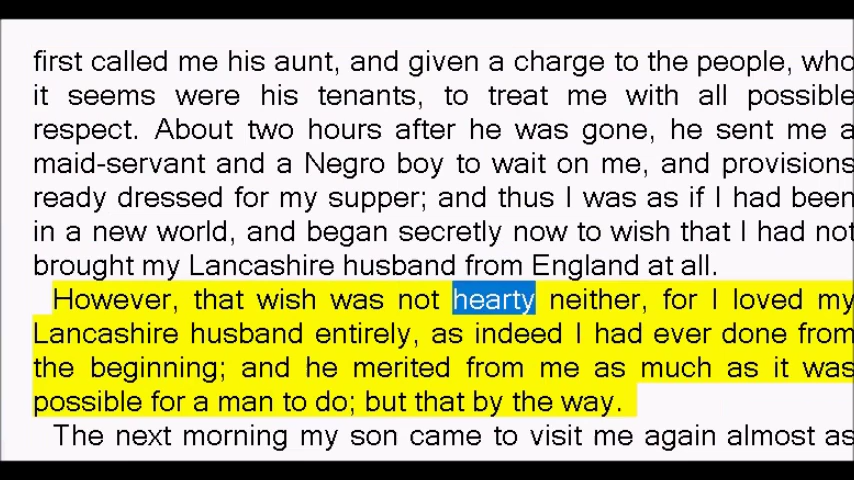 first called me his aunt, and given a charge to the people, who
it seems were his tenants, to treat me with all possible
respect. About two hours after he was gone, he sent me a
maid-servant and a Negro boy to wait on me, and provisions
ready dressed for my supper; and thus I was as if I had been
in a new world, and began secretly now to wish that I had not
brought my Lancashire husband from England at all.
However, that wish was not hearty neither, for I loved my
Lancashire husband entirely, as indeed I had ever done from
the beginning; and he merited from me as much as it was
possible for a man to do; but that by the way.
The next morning my son came to visit me again almost as